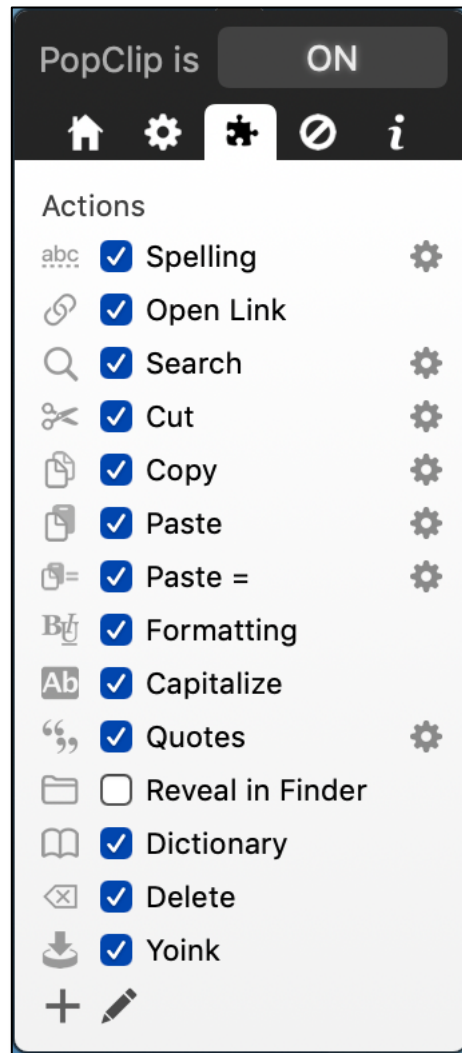 PopClip is ON
Actions
abc Spelling
Open Link
Search
Cut
Copy
Paste
Paste =
BIU Formatting
Ab Capitalize
Quotes
Reveal in Finder
Dictionary
Delete
Yoink